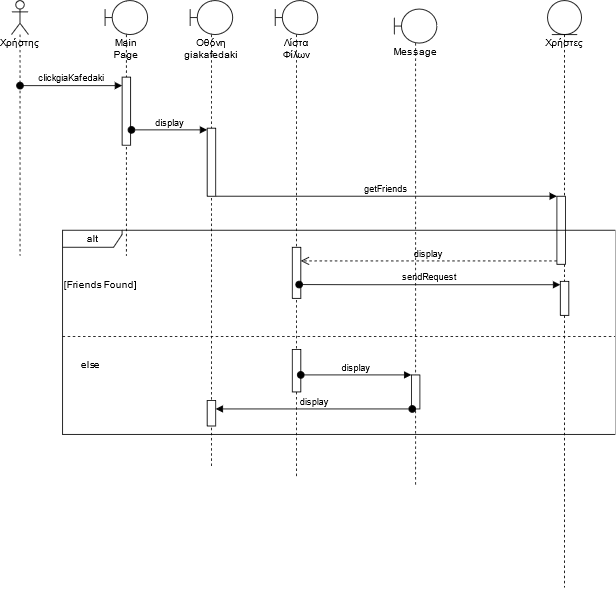 Χρήστης
Main
Page
Οθόνη
giakafedaki
Λίστα
Φίλων
Message
Χρήστες
clickgiaKafedaki
display
getFriends
alt
display
[Friends Found]
sendRequest
else
display
display